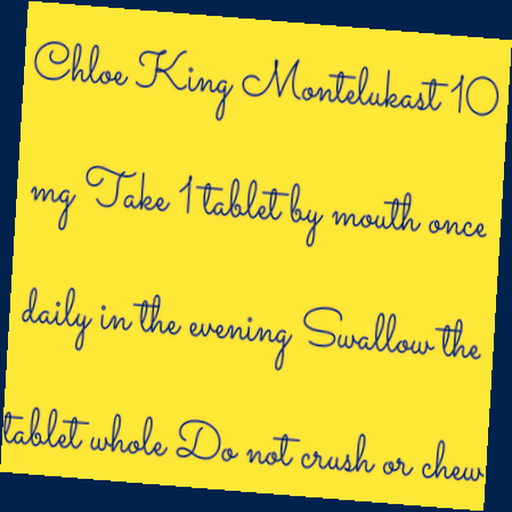 Chloe King Montelukast 10
mg Take 1 tablet by mouth once
daily in the evening Swallow the
tablet whole Do not crush or chew